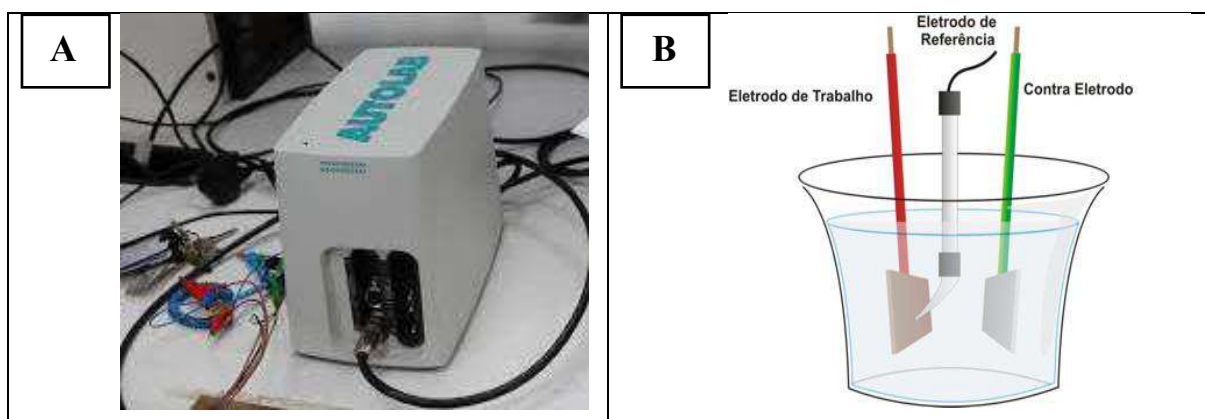 A
AUTOLAB
B
Eletrodo de
Referência
Eletrodo de Trabalho
Contra Eletrodo